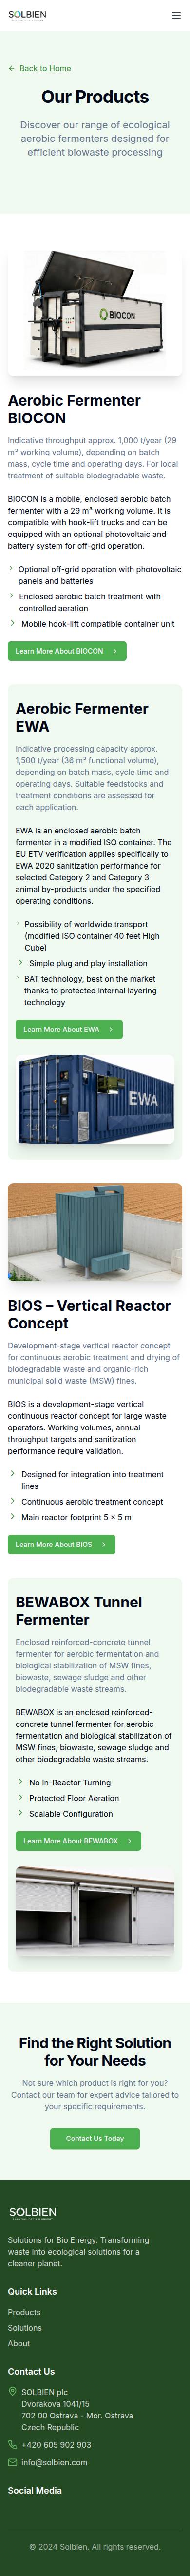 SOLBIEN
Back to Home
Our Products
Discover our range of ecological
aerobic fermenters designed for
efficient biowaste processing
BIOCON
Aerobic Fermenter
BIOCON
Indicative throughput approx. 1,000 t/year (29
m³ working volume), depending on batch
mass, cycle time and operating days. For local
treatment of suitable biodegradable waste.
BIOCON is a mobile, enclosed aerobic batch
fermenter with a 29 m³ working volume. It is
compatible with hook-lift trucks and can be
equipped with an optional photovoltaic and
battery system for off-grid operation.
Optional off-grid operation with photovoltaic
panels and batteries
Enclosed aerobic batch treatment with
controlled aeration
Mobile hook-lift compatible container unit
Learn More About BIOCON
Aerobic Fermenter
EWA
Indicative processing capacity approx.
1,500 t/year (36 m³ functional volume),
depending on batch mass, cycle time and
operating days. Suitable feedstocks and
treatment conditions are assessed for
each application.
EWA is an enclosed aerobic batch
fermenter in a modified ISO container. The
EU ETV verification applies specifically to
EWA 2020 sanitization performance for
selected Category 2 and Category 3
animal by-products under the specified
operating conditions.
Possibility of worldwide transport
(modified ISO container 40 feet High
Cube)
Simple plug and play installation
BAT technology, best on the market
thanks to protected internal layering
technology
Learn More About EWA
EWA
BIOS – Vertical Reactor
Concept
Development-stage vertical reactor concept
for continuous aerobic treatment and drying of
biodegradable waste and organic-rich
municipal solid waste (MSW) fines.
BIOS is a development-stage vertical
continuous reactor concept for large waste
operators. Working volumes, annual
throughput targets and sanitization
performance require validation.
Designed for integration into treatment
lines
Continuous aerobic treatment concept
Main reactor footprint 5 × 5 m
Learn More About BIOS
BEWABOX Tunnel
Fermenter
Enclosed reinforced-concrete tunnel
fermenter for aerobic fermentation and
biological stabilization of MSW fines,
biowaste, sewage sludge and other
biodegradable waste streams.
BEWABOX is an enclosed reinforced-
concrete tunnel fermenter for aerobic
fermentation and biological stabilization of
MSW fines, biowaste, sewage sludge and
other biodegradable waste streams.
No In-Reactor Turning
Protected Floor Aeration
Scalable Configuration
Learn More About BEWABOX
Find the Right Solution
for Your Needs
Not sure which product is right for you?
Contact our team for expert advice tailored to
your specific requirements.
Contact Us Today
SOLBIEN
Solutions for Bio Energy. Transforming
waste into ecological solutions for a
cleaner planet.
Quick Links
Products
Solutions
About
Contact Us
SOLBIEN plc
Dvorakova 1041/15
702 00 Ostrava - Mor. Ostrava
Czech Republic
+420 605 902 903
info@solbien.com
Social Media
© 2024 Solbien. All rights reserved.